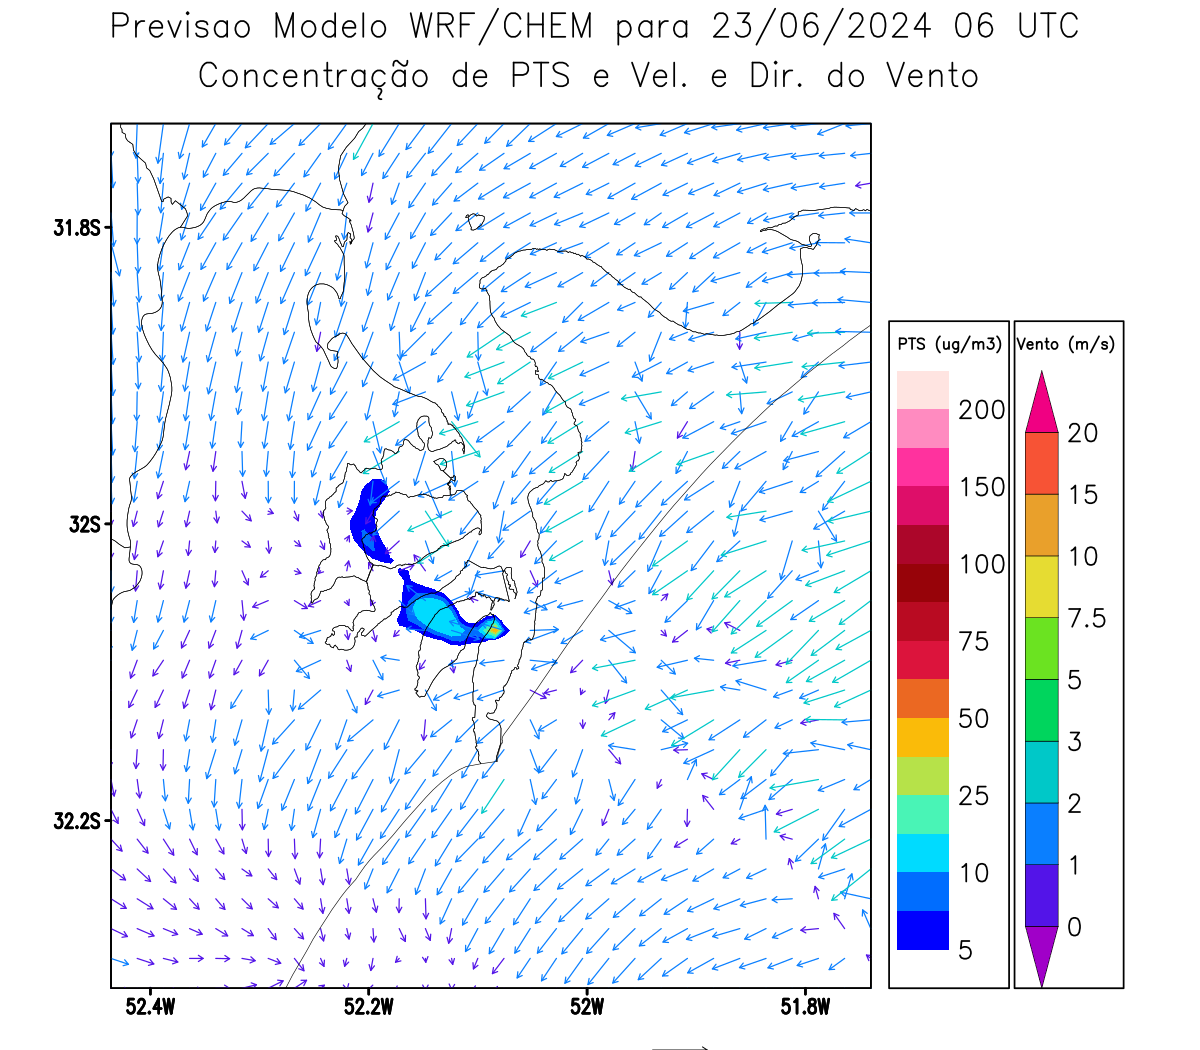 Previsao Modelo WRF/CHEM para 23/06/2024 06 UTC
Concentração de PTS e Vel. e Dir. do Vento
31.8S
32S
32.2S
52.4W 52.2W 52W 51.8W
PTS (ug/m3)
200
150
100
75
50
25
10
5
Vento (m/s)
20
15
10
7.5
5
3
2
1
0